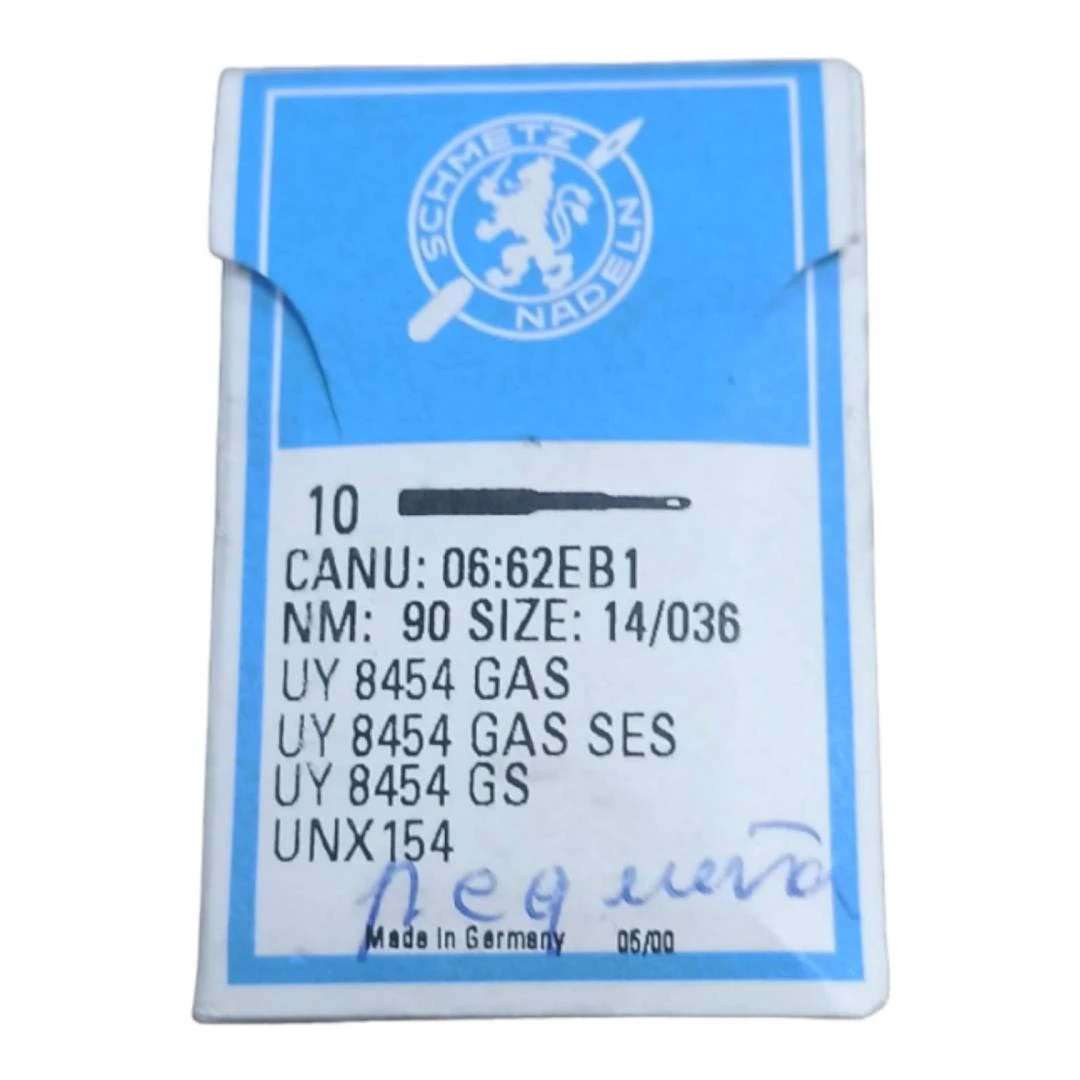 SCHMETZ
NADELN
10
CANU: 06:62EB1
NM: 90 SIZE: 14/036
UY 8454 GAS
UY 8454 GAS SES
UY 8454 GS
UNX154
pequeña
Made in Germany 06/00